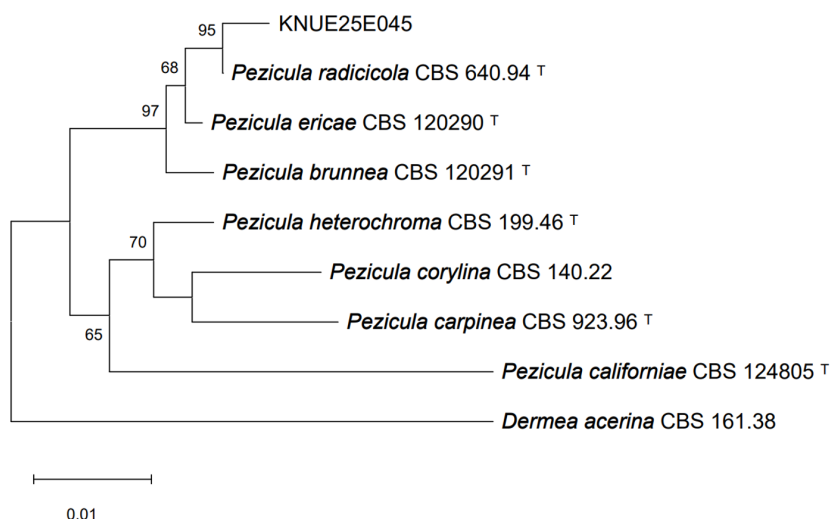 KNUE25E045
95
Pezicula radicicola CBS 640.94 T
68
97
Pezicula ericae CBS 120290 T
Pezicula brunnea CBS 120291 T
Pezicula heterochroma CBS 199.46 T
70
Pezicula corylina CBS 140.22
Pezicula carpinea CBS 923.96 T
65
Pezicula californiae CBS 124805 T
Dermea acerina CBS 161.38
0.01